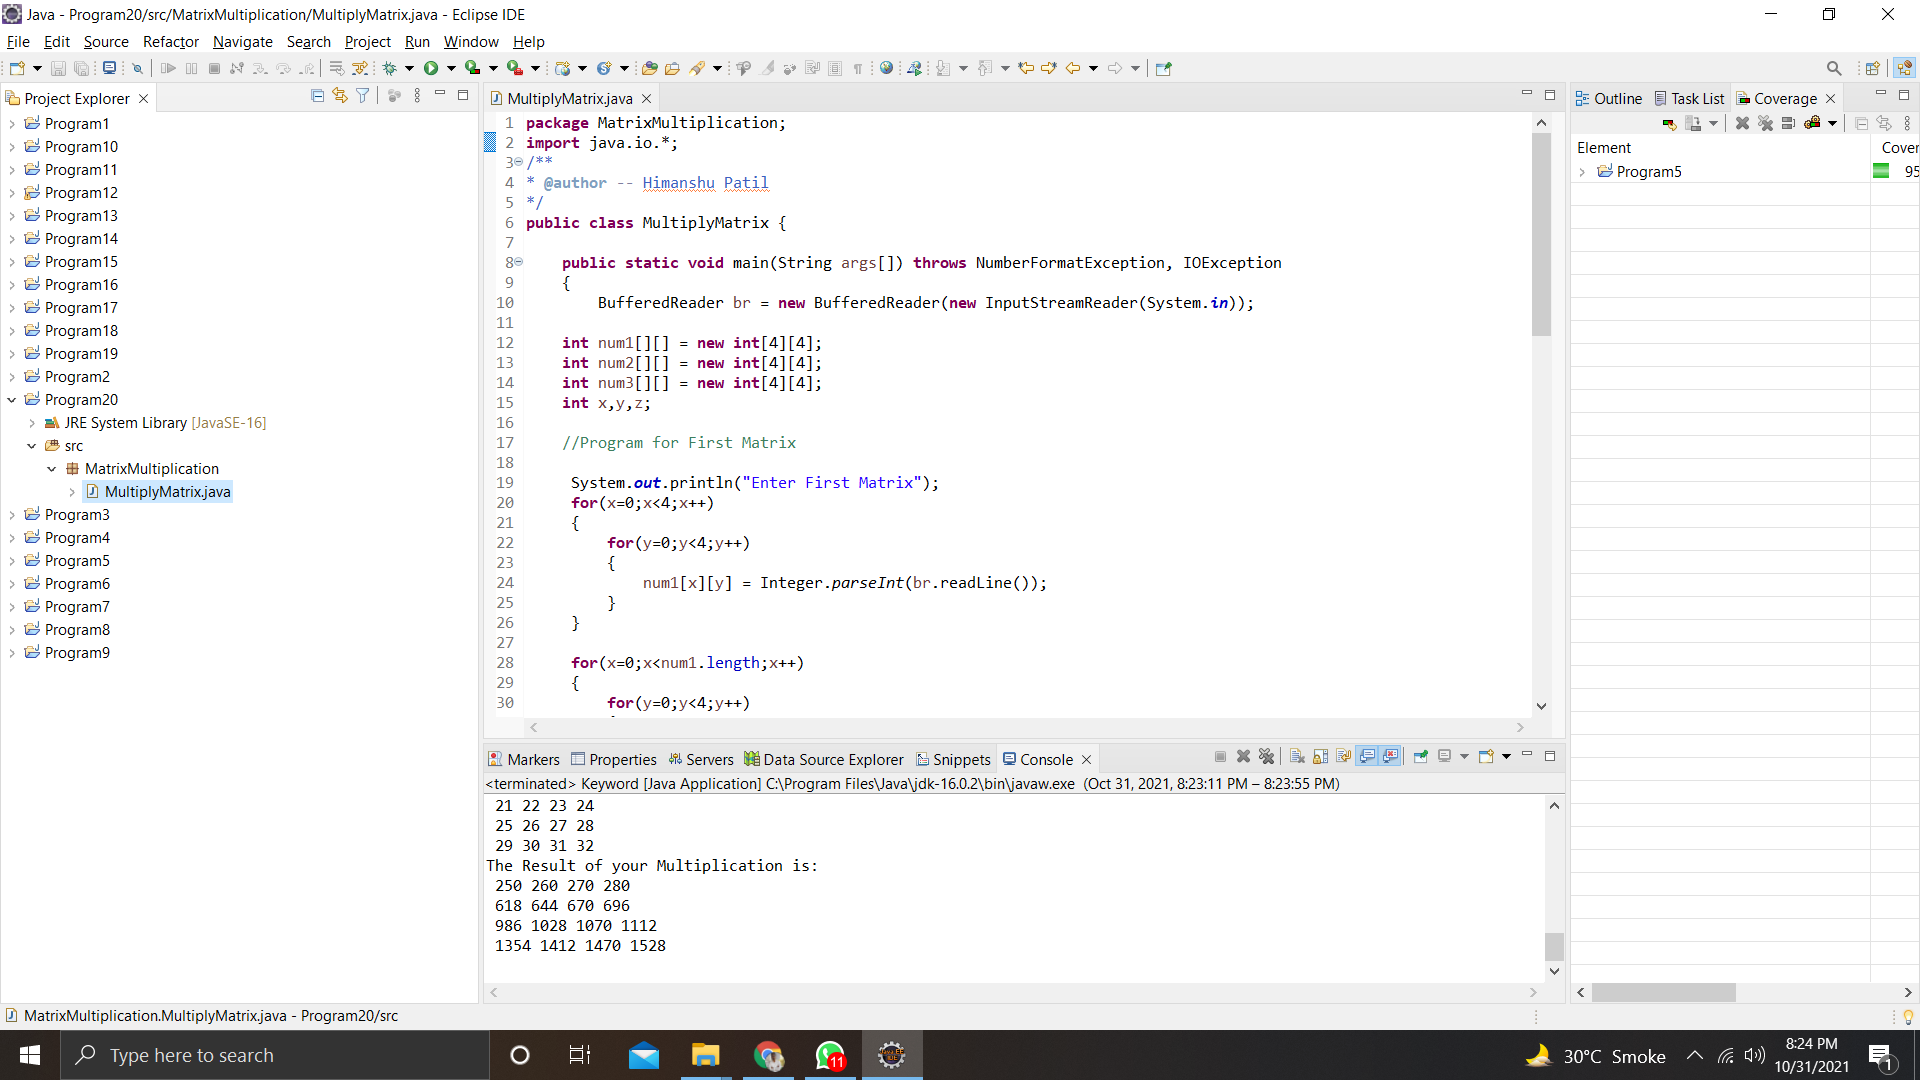 Java - Program20/src/MatrixMultiplication/MultiplyMatrix.java - Eclipse IDE
File Edit Source Refactor Navigate Search Project Run Window Help
Project Explorer
Program1
Program10
Program11
Program12
Program13
Program14
Program15
Program16
Program17
Program18
Program19
Program2
Program20
JRE System Library [JavaSE-16]
src
MatrixMultiplication
MultiplyMatrix.java
Program3
Program4
Program5
Program6
Program7
Program8
Program9
MultiplyMatrix.java
1 package MatrixMultiplication;
2 import java.io.*;
3 /**
4 * @author -- Himanshu Patil
5 */
6 public class MultiplyMatrix {
7
8 public static void main(String args[]) throws NumberFormatException, IOException
9 {
10 BufferedReader br = new BufferedReader(new InputStreamReader(System.in));
11
12 int num1[][] = new int[4][4];
13 int num2[][] = new int[4][4];
14 int num3[][] = new int[4][4];
15 int x,y,z;
16
17 //Program for First Matrix
18
19 System.out.println("Enter First Matrix");
20 for(x=0;x<4;x++)
21 {
22 for(y=0;y<4;y++)
23 {
24 num1[x][y] = Integer.parseInt(br.readLine());
25 }
26 }
27
28 for(x=0;x<num1.length;x++)
29 {
30 for(y=0;y<4;y++)
Outline Task List Coverage
Element Cover
Program5 95
Markers Properties Servers Data Source Explorer Snippets Console
<terminated> Keyword [Java Application] C:\Program Files\Java\jdk-16.0.2\bin\javaw.exe (Oct 31, 2021, 8:23:11 PM – 8:23:55 PM)
21 22 23 24
25 26 27 28
29 30 31 32
The Result of your Multiplication is:
250 260 270 280
618 644 670 696
986 1028 1070 1112
1354 1412 1470 1528
MatrixMultiplication.MultiplyMatrix.java - Program20/src
Type here to search
11
30°C Smoke
8:24 PM
10/31/2021
1